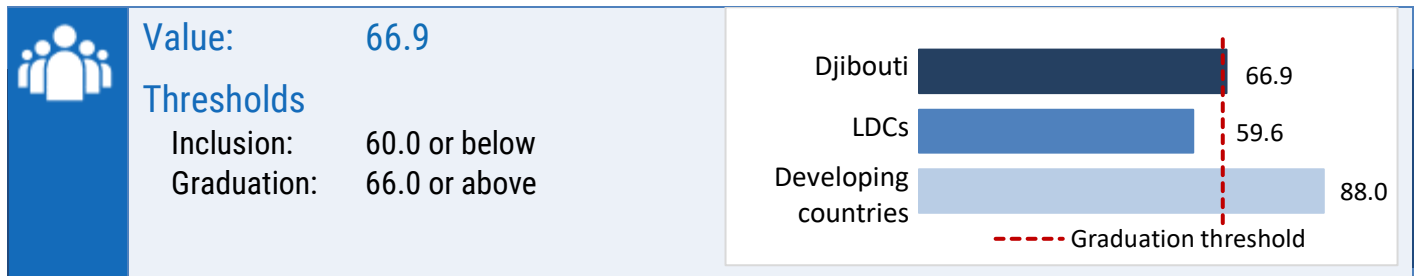 Value: 66.9
Thresholds
Inclusion: 60.0 or below
Graduation: 66.0 or above
Djibouti 66.9
LDCs 59.6
Developing
countries 88.0
Graduation threshold